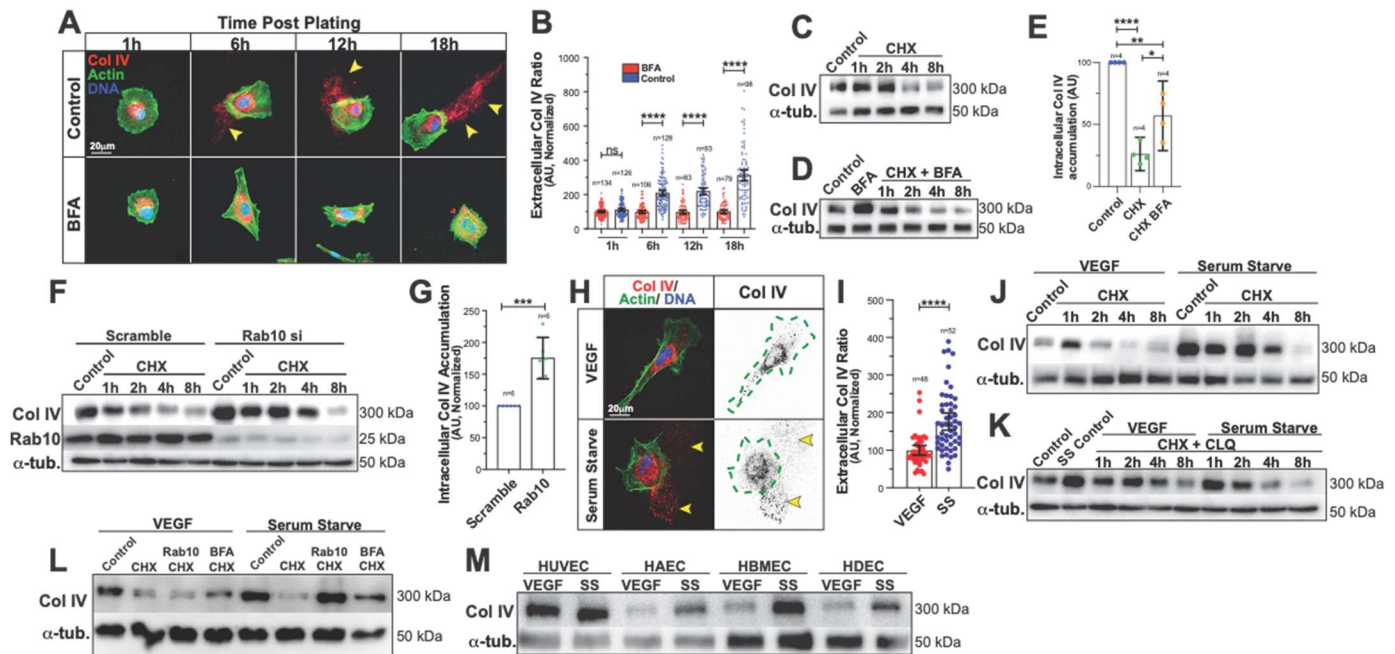 A
Time Post Plating
1h 6h 12h 18h
Col IV
Actin
DNA
20µm
Control
BFA
B
Extracellular Col IV Ratio
(AU, Normalized)
1000
800
600
400
300
200
100
0
BFA
Control
ns
****
****
****
n=134
n=126
n=106
n=128
n=83
n=93
n=79
n=98
1h 6h 12h 18h
C
Control
CHX
1h 2h 4h 8h
Col IV 300 kDa
α-tub. 50 kDa
D
Control BFA CHX + BFA
1h 2h 4h 8h
Col IV 300 kDa
α-tub. 50 kDa
E
Intracellular Col IV
accumulation (AU)
150
100
50
0
****
**
*
n=4
n=4
n=4
Control
CHX
CHX BFA
F
Scramble Rab10 si
Control CHX Control CHX
1h 2h 4h 8h 1h 2h 4h 8h
Col IV 300 kDa
Rab10 25 kDa
α-tub. 50 kDa
G
Intracellular Col IV Accumulation
(AU, Normalized)
250
200
150
100
50
0
***
n=6
n=6
Scramble
Rab10
H
Col IV/
Actin/ DNA
Col IV
VEGF
20µm
Serum Starve
I
Extracellular Col IV Ratio
(AU, Normalized)
500
400
300
200
150
100
50
0
****
n=48
n=52
VEGF
SS
J
VEGF Serum Starve
Control CHX Control CHX
1h 2h 4h 8h 1h 2h 4h 8h
Col IV 300 kDa
α-tub. 50 kDa
K
Control SS Control VEGF Serum Starve
CHX + CLQ
1h 2h 4h 8h 1h 2h 4h 8h
Col IV 300 kDa
α-tub. 50 kDa
L
VEGF Serum Starve
Control CHX Rab10 CHX BFA CHX Control CHX Rab10 CHX BFA CHX
Col IV 300 kDa
α-tub. 50 kDa
M
HUVEC HAEC HBMEC HDEC
VEGF SS VEGF SS VEGF SS VEGF SS
Col IV 300 kDa
α-tub. 50 kDa